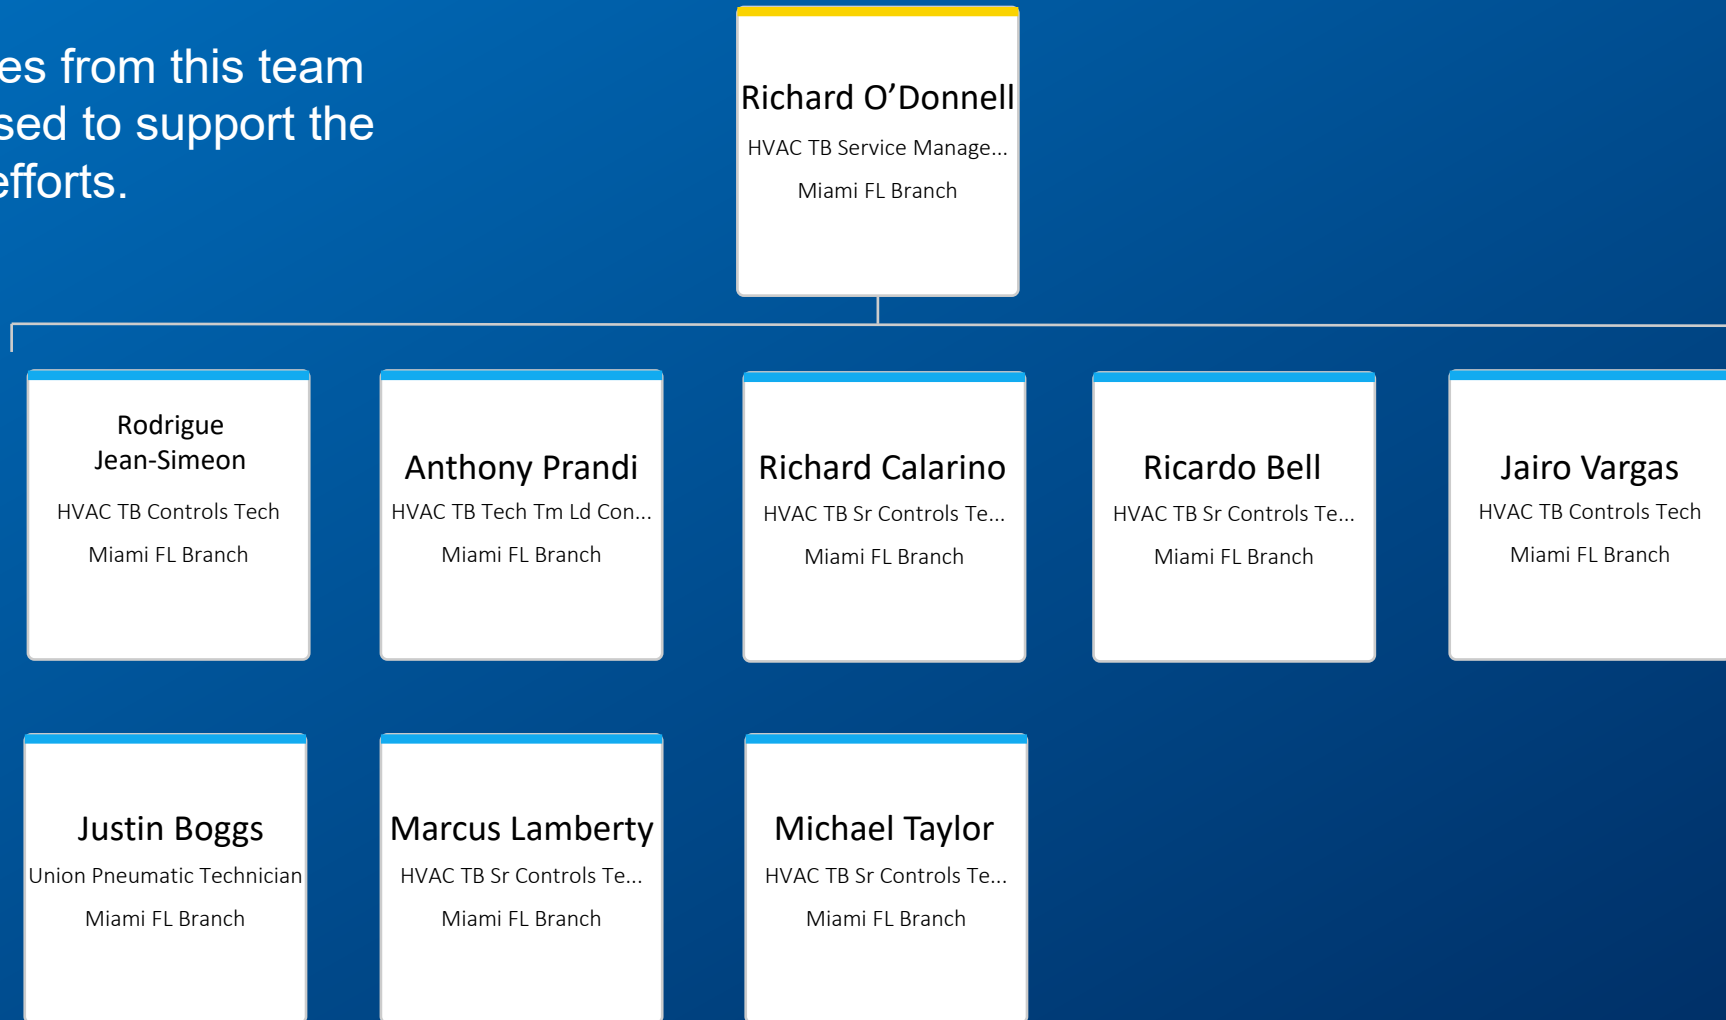 es from this team
sed to support the
efforts.
Richard O’Donnell
HVAC TB Service Manage...
Miami FL Branch
Rodrigue
Jean-Simeon
HVAC TB Controls Tech
Miami FL Branch
Anthony Prandi
HVAC TB Tech Tm Ld Con...
Miami FL Branch
Richard Calarino
HVAC TB Sr Controls Te...
Miami FL Branch
Ricardo Bell
HVAC TB Sr Controls Te...
Miami FL Branch
Jairo Vargas
HVAC TB Controls Tech
Miami FL Branch
Justin Boggs
Union Pneumatic Technician
Miami FL Branch
Marcus Lamberty
HVAC TB Sr Controls Te...
Miami FL Branch
Michael Taylor
HVAC TB Sr Controls Te...
Miami FL Branch